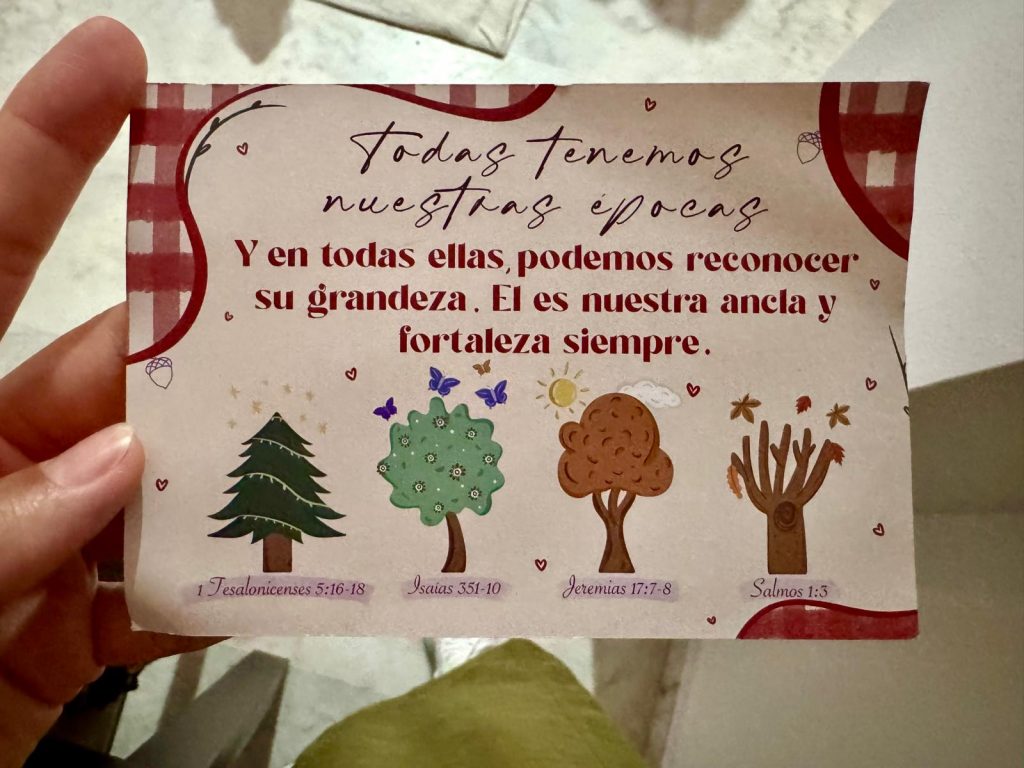 Todas tenemos
nuestras épocas
Y en todas ellas, podemos reconocer
su grandeza. El es nuestra ancla y
fortaleza siempre.
1 Tesalonicenses 5:16-18 Isaías 351-10 Jeremias 17:7-8 Salmos 1:3